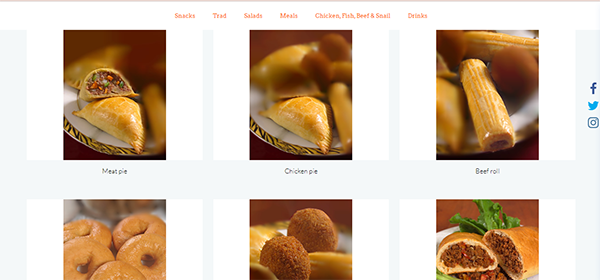 Snacks Trad Salads Meals Chicken, Fish, Beef & Snail Drinks
Meat pie Chicken pie Beef roll